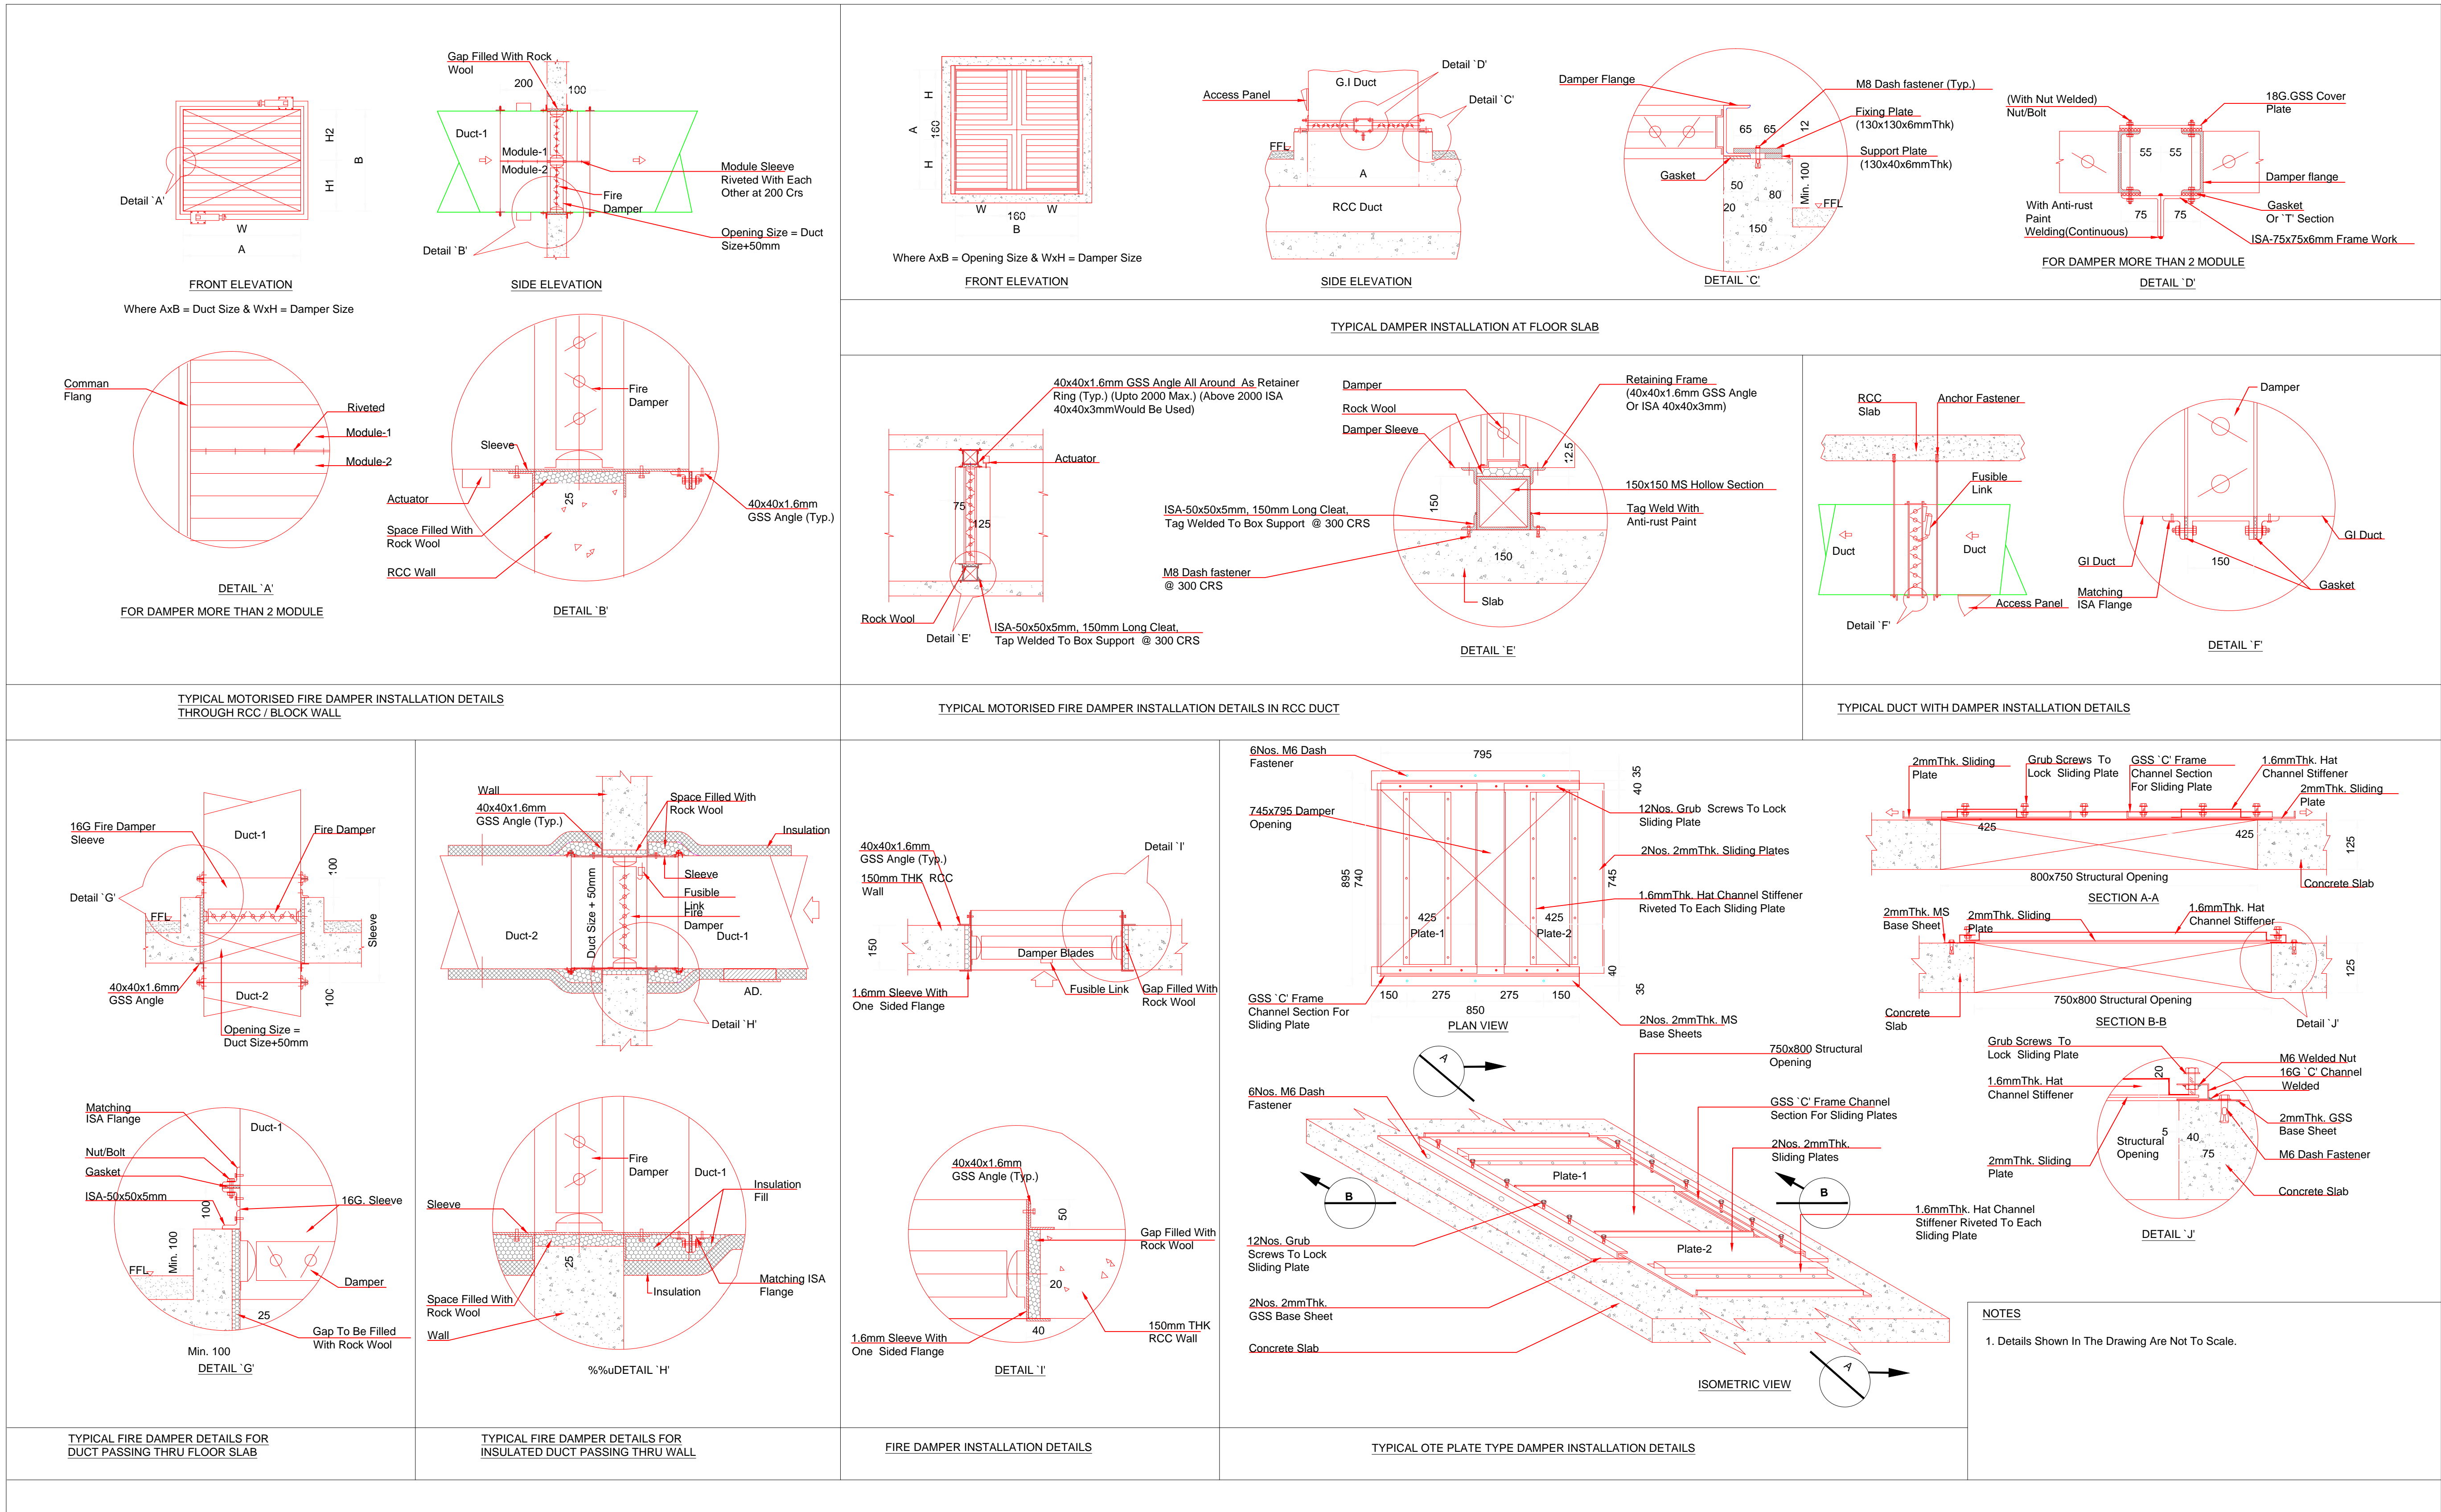 Gap Filled With Rock
Wool
200
100
Duct-1
Module-1
Module-2
H2
H1
B
Detail `A'
W
A
Module Sleeve
Riveted With Each
Other at 200 Crs
Fire
Damper
Opening Size = Duct
Size+50mm
Detail `B'
FRONT ELEVATION
SIDE ELEVATION
Where AxB = Duct Size & WxH = Damper Size
Comman
Flang
Riveted
Module-1
Module-2
DETAIL `A'
FOR DAMPER MORE THAN 2 MODULE
Fire
Damper
Sleeve
Actuator
25
40x40x1.6mm
GSS Angle (Typ.)
Space Filled With
Rock Wool
RCC Wall
DETAIL `B'
TYPICAL MOTORISED FIRE DAMPER INSTALLATION DETAILS
THROUGH RCC / BLOCK WALL
H
A
160
H
W
W
160
B
Where AxB = Opening Size & WxH = Damper Size
FRONT ELEVATION
G.I Duct
Detail `D'
Access Panel
Detail `C'
FFL
A
RCC Duct
SIDE ELEVATION
Damper Flange
M8 Dash fastener (Typ.)
65
65
12
Fixing Plate
(130x130x6mmThk)
Support Plate
(130x40x6mmThk)
Gasket
50
80
20
Min. 100
FFL
150
DETAIL `C'
(With Nut Welded)
Nut/Bolt
18G.GSS Cover
Plate
55
55
Damper flange
With Anti-rust
Paint
Welding(Continuous)
75
75
Gasket
Or `T' Section
ISA-75x75x6mm Frame Work
FOR DAMPER MORE THAN 2 MODULE
DETAIL `D'
TYPICAL DAMPER INSTALLATION AT FLOOR SLAB
40x40x1.6mm GSS Angle All Around As Retainer
Ring (Typ.) (Upto 2000 Max.) (Above 2000 ISA
40x40x3mmWould Be Used)
Actuator
75
125
Rock Wool
Detail `E'
ISA-50x50x5mm, 150mm Long Cleat,
Tap Welded To Box Support @ 300 CRS
Damper
Rock Wool
Damper Sleeve
Retaining Frame
(40x40x1.6mm GSS Angle
Or ISA 40x40x3mm)
12.5
150
150x150 MS Hollow Section
ISA-50x50x5mm, 150mm Long Cleat,
Tag Welded To Box Support @ 300 CRS
Tag Weld With
Anti-rust Paint
150
M8 Dash fastener
@ 300 CRS
Slab
DETAIL `E'
TYPICAL MOTORISED FIRE DAMPER INSTALLATION DETAILS IN RCC DUCT
RCC
Slab
Anchor Fastener
Fusible
Link
Duct
Duct
Access Panel
Detail `F'
Damper
GI Duct
GI Duct
150
Matching
ISA Flange
Gasket
DETAIL `F'
TYPICAL DUCT WITH DAMPER INSTALLATION DETAILS
16G Fire Damper
Sleeve
Duct-1
Fire Damper
100
Detail `G'
FFL
Sleeve
40x40x1.6mm
GSS Angle
Duct-2
100
Opening Size =
Duct Size+50mm
Matching
ISA Flange
Duct-1
Nut/Bolt
Gasket
ISA-50x50x5mm
100
16G. Sleeve
Min. 100
FFL
Damper
25
Gap To Be Filled
With Rock Wool
Min. 100
DETAIL `G'
TYPICAL FIRE DAMPER DETAILS FOR
DUCT PASSING THRU FLOOR SLAB
Wall
40x40x1.6mm
GSS Angle (Typ.)
Space Filled With
Rock Wool
Insulation
Sleeve
Fusible
Link
Fire
Damper
Duct Size + 50mm
Duct-2
Duct-1
AD.
Detail `H'
Fire
Damper
Duct-1
Insulation
Fill
Sleeve
25
Matching ISA
Flange
Insulation
Space Filled With
Rock Wool
Wall
%%uDETAIL `H'
TYPICAL FIRE DAMPER DETAILS FOR
INSULATED DUCT PASSING THRU WALL
40x40x1.6mm
GSS Angle (Typ.)
Detail `I'
150mm THK RCC
Wall
150
Damper Blades
1.6mm Sleeve With
One Sided Flange
Fusible Link
Gap Filled With
Rock Wool
40x40x1.6mm
GSS Angle (Typ.)
50
Gap Filled With
Rock Wool
20
40
1.6mm Sleeve With
One Sided Flange
150mm THK
RCC Wall
DETAIL `I'
FIRE DAMPER INSTALLATION DETAILS
6Nos. M6 Dash
Fastener
795
35
40
745x795 Damper
Opening
12Nos. Grub Screws To Lock
Sliding Plate
2Nos. 2mmThk. Sliding Plates
895
740
745
1.6mmThk. Hat Channel Stiffener
Riveted To Each Sliding Plate
425
Plate-1
425
Plate-2
40
35
GSS `C' Frame
Channel Section For
Sliding Plate
150
275
275
150
850
PLAN VIEW
2Nos. 2mmThk. MS
Base Sheets
2mmThk. Sliding
Plate
Grub Screws To
Lock Sliding Plate
GSS `C' Frame
Channel Section
For Sliding Plate
1.6mmThk. Hat
Channel Stiffener
2mmThk. Sliding
Plate
425
425
125
800x750 Structural Opening
Concrete Slab
SECTION A-A
2mmThk. MS
Base Sheet
2mmThk. Sliding
Plate
1.6mmThk. Hat
Channel Stiffener
125
750x800 Structural Opening
Concrete
Slab
SECTION B-B
Detail `J'
Grub Screws To
Lock Sliding Plate
M6 Welded Nut
16G `C' Channel
Welded
20
1.6mmThk. Hat
Channel Stiffener
2mmThk. GSS
Base Sheet
5
40
Structural
Opening
75
M6 Dash Fastener
2mmThk. Sliding
Plate
Concrete Slab
DETAIL `J'
A
750x800 Structural
Opening
6Nos. M6 Dash
Fastener
GSS `C' Frame Channel
Section For Sliding Plates
2Nos. 2mmThk.
Sliding Plates
Plate-1
B
B
1.6mmThk. Hat Channel
Stiffener Riveted To Each
Sliding Plate
12Nos. Grub
Screws To Lock
Sliding Plate
Plate-2
2Nos. 2mmThk.
GSS Base Sheet
Concrete Slab
A
ISOMETRIC VIEW
TYPICAL OTE PLATE TYPE DAMPER INSTALLATION DETAILS
NOTES
1. Details Shown In The Drawing Are Not To Scale.